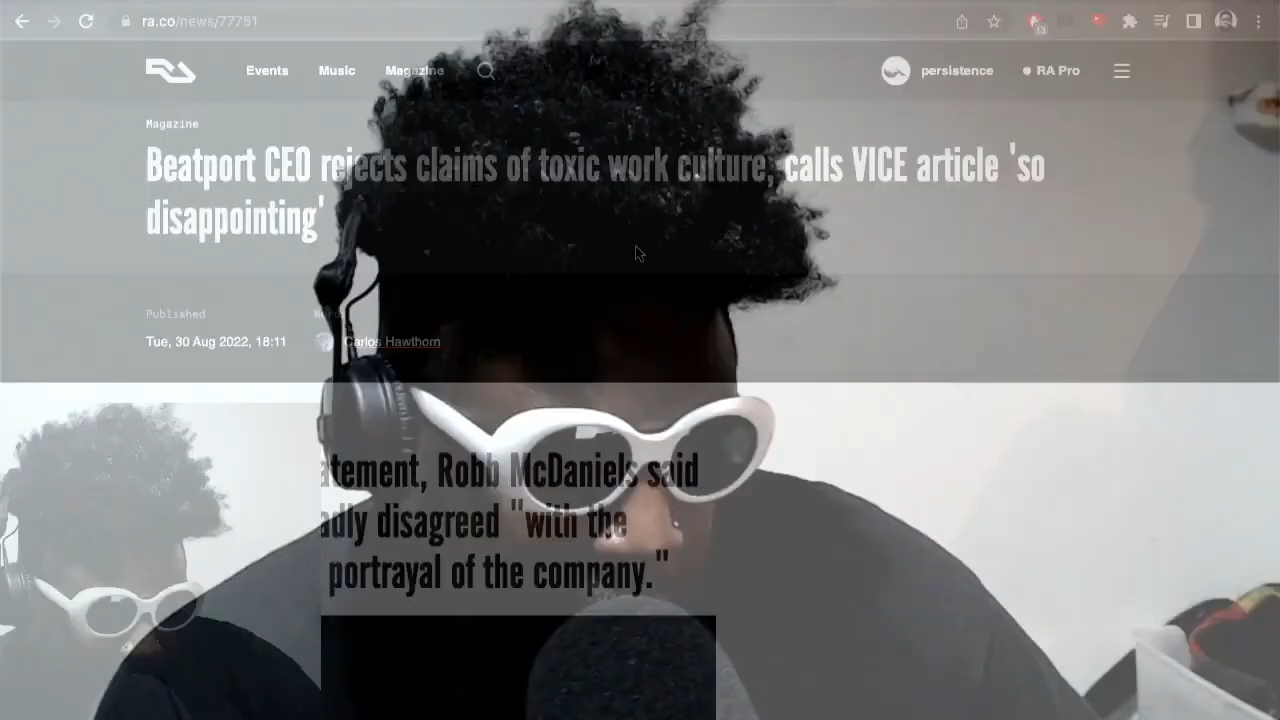 ra.co/news/77751
13
Events Music Magazine persistence RA Pro
Magazine
Beatport CEO rejects claims of toxic work culture, calls VICE article 'so
disappointing'
Published
Tue, 30 Aug 2022, 18:11 Carlos Hawthorn
atement, Robb McDaniels said
adly disagreed "with the
portrayal of the company."